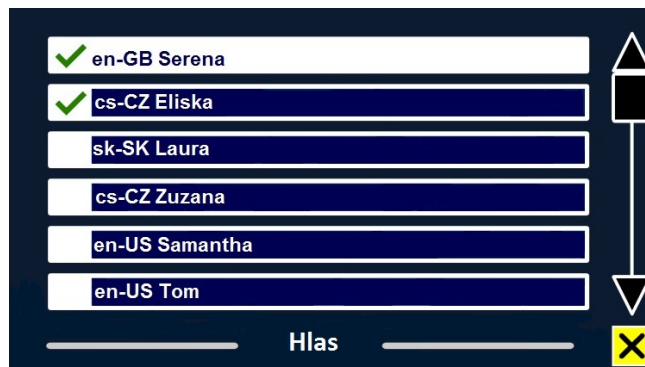 en-GB Serena
cs-CZ Eliska
sk-SK Laura
cs-CZ Zuzana
en-US Samantha
en-US Tom
Hlas